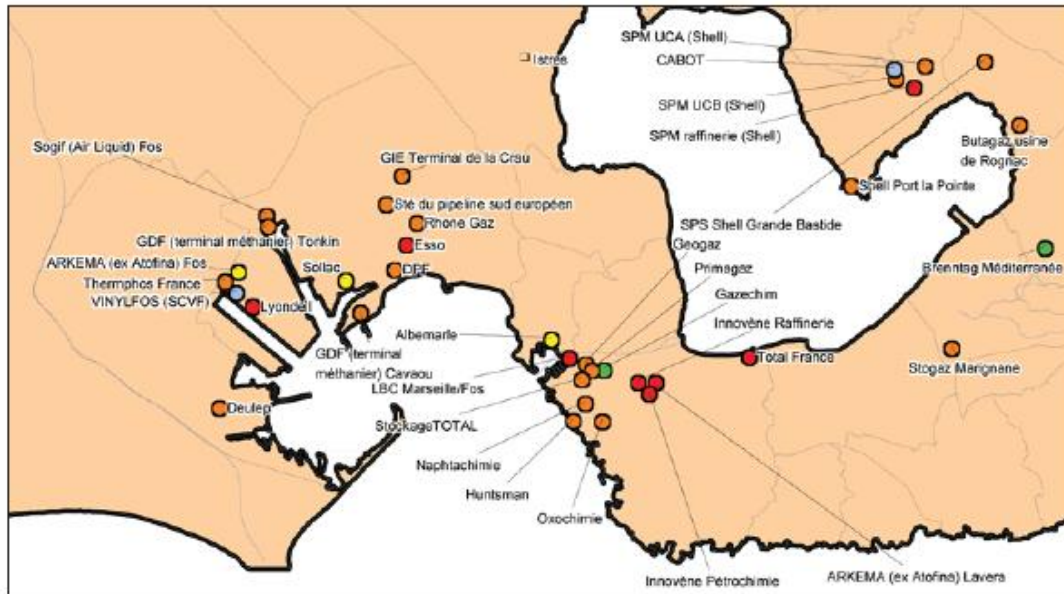 SPM UCA (Shell)
Istres
CABOT
SPM UCB (Shell)
SPM raffinerie (Shell)
Sogif (Air Liquid) Fos
GIE Terminal de la Crau
Butagaz usine
de Rognac
Shell Port la Pointe
Sté du pipeline sud européen
Rhone Gaz
SPS Shell Grande Bastide
GDF (terminal méthanier) Tonkin
Esso
Geogaz
ARKEMA (ex Atofina) Fos
Sollac
DPF
Primagaz
Brenntag Méditerranée
Thermphos France
Gazechim
VINYLFOS (SCVF)
Lyondell
Albemarle
Innovène Raffinerie
GDF (terminal
méthanier) Cavaou
Total France
Stogaz Marignane
LBC Marseille/Fos
Deulep
StockageTOTAL
Naphtachimie
Huntsman
Oxochimie
Innovène Pétrochimie
ARKEMA (ex Atofina) Lavera